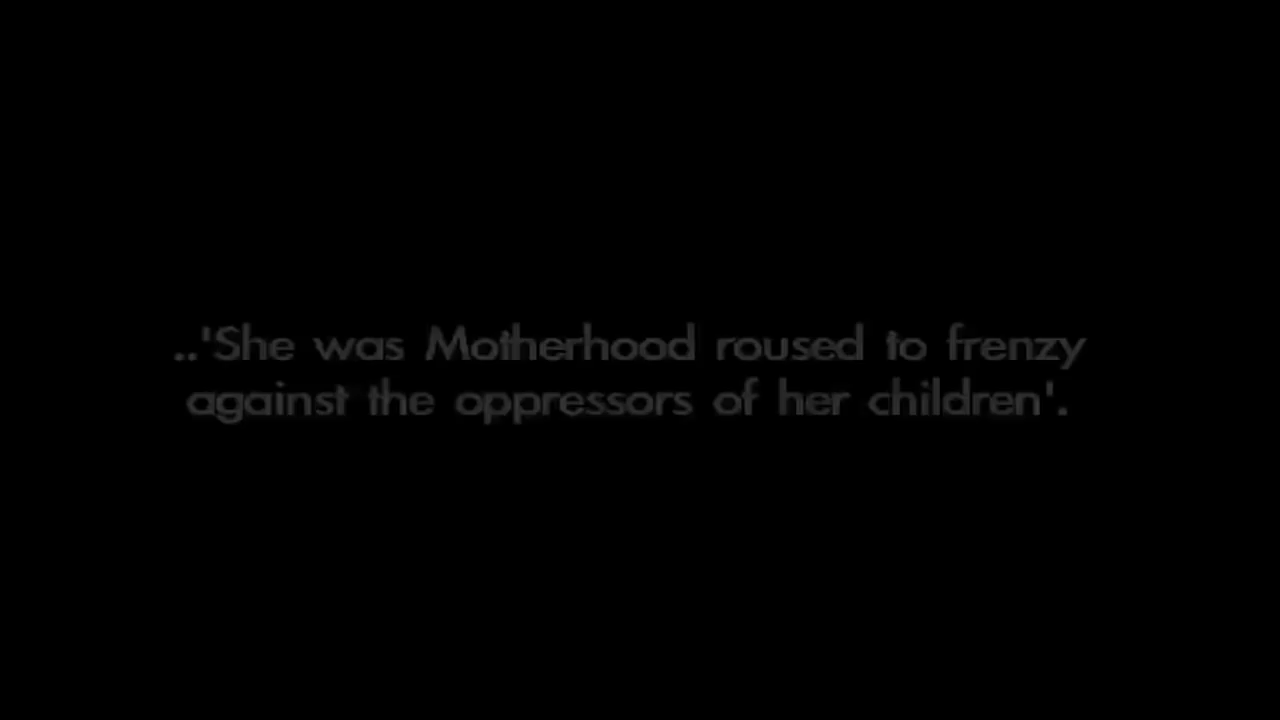 ..'She was Motherhood roused to frenzy
against the oppressors of her children'.